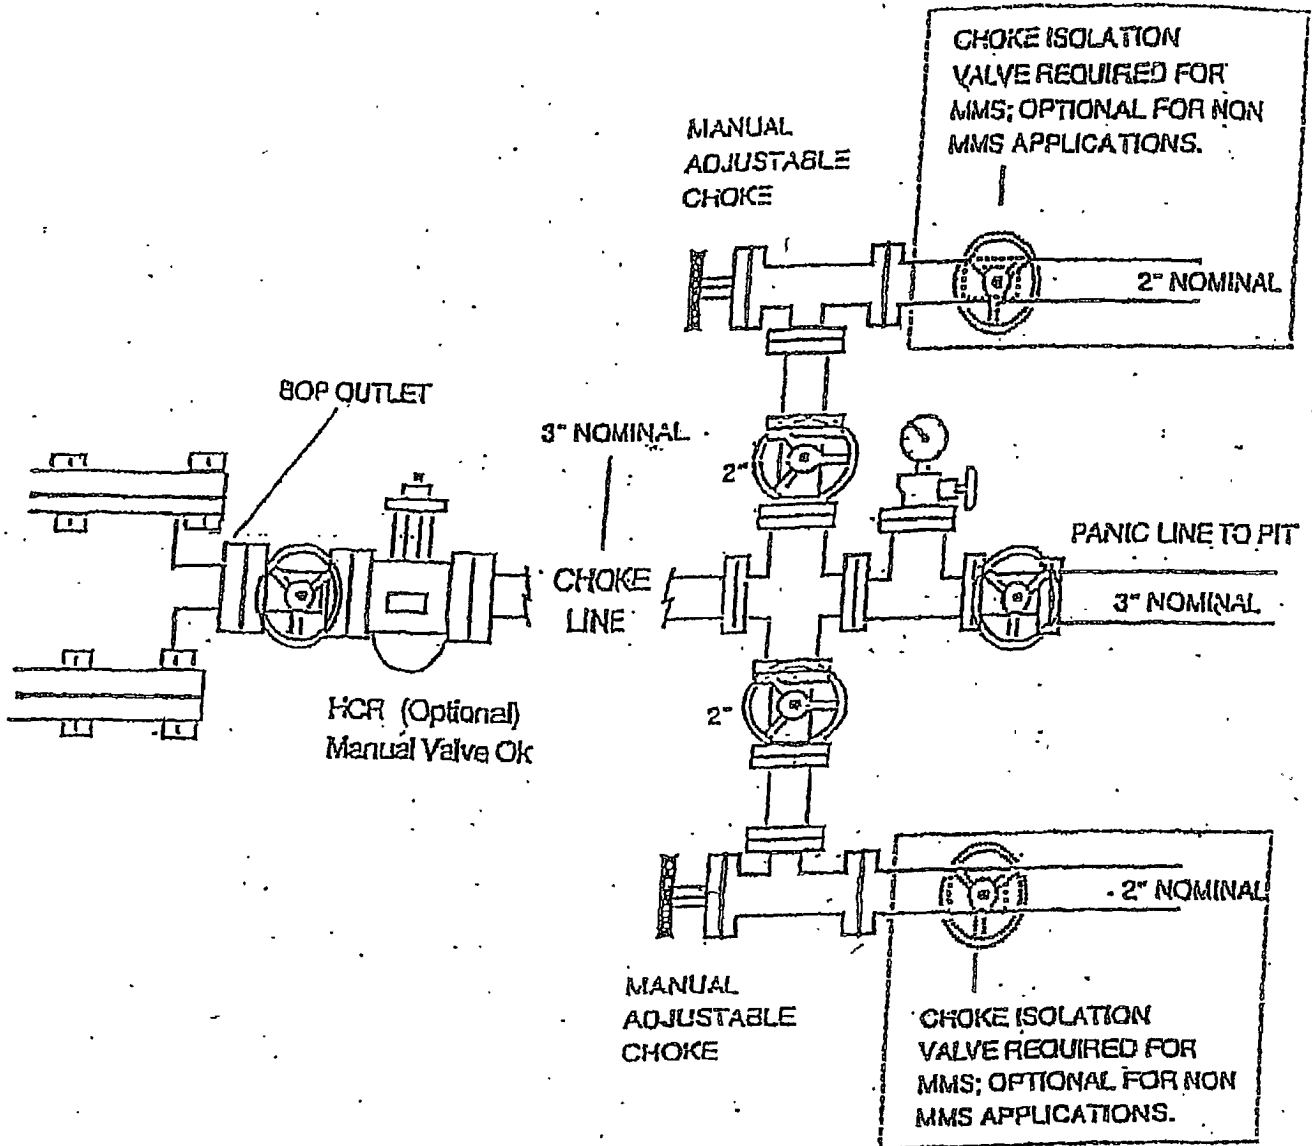 CHOKE ISOLATION
VALVE REQUIRED FOR
MMS; OPTIONAL FOR NON
MMS APPLICATIONS.
MANUAL
ADJUSTABLE
CHOKE
2" NOMINAL
BOP OUTLET
3" NOMINAL
2"
PANIC LINE TO PIT
CHOKE
LINE
3" NOMINAL
HCR (Optional)
Manual Valve Ok
2"
2" NOMINAL
MANUAL
ADJUSTABLE
CHOKE
CHOKE ISOLATION
VALVE REQUIRED FOR
MMS; OPTIONAL FOR NON
MMS APPLICATIONS.